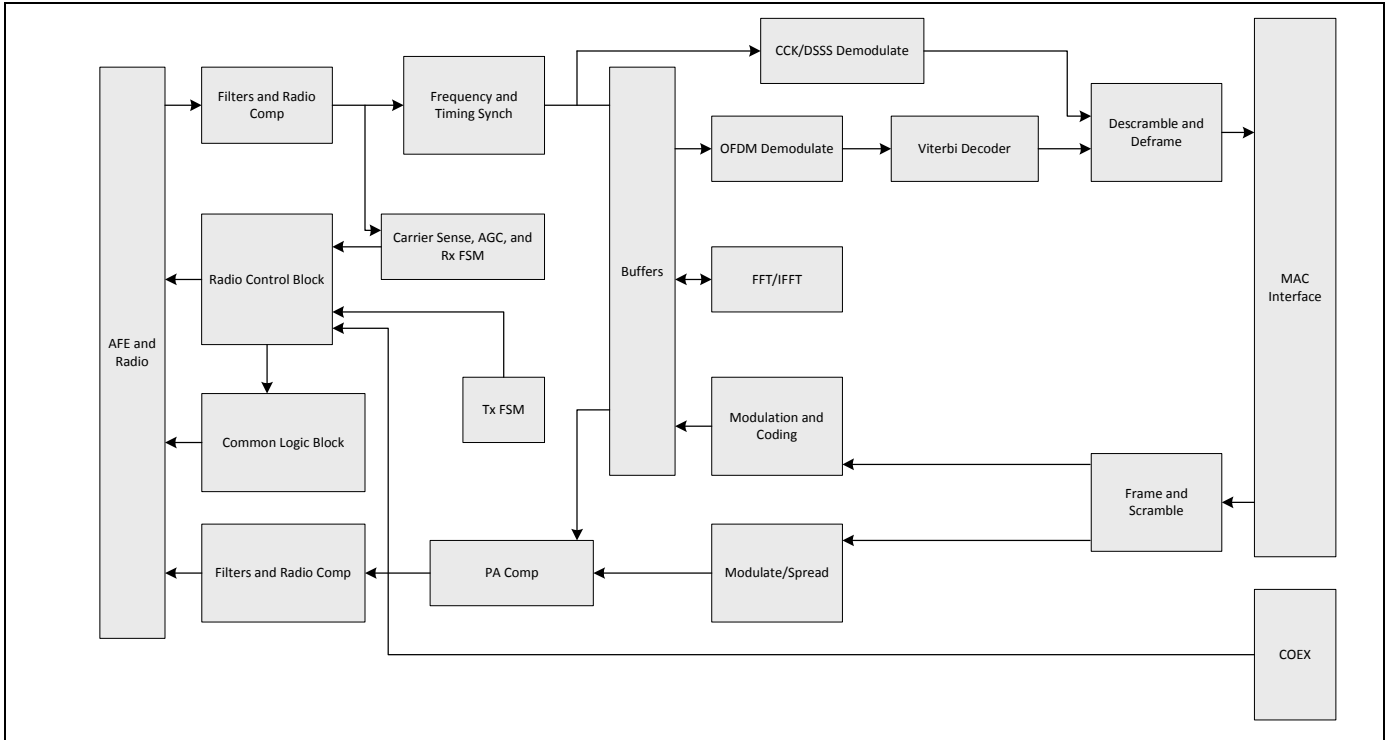 CCK/DSSS Demodulate
Filters and Radio
Comp
Frequency and
Timing Synch
Descramble and
Deframe
OFDM Demodulate
Viterbi Decoder
Carrier Sense, AGC, and
Rx FSM
Radio Control Block
Buffers
FFT/IFFT
MAC
Interface
AFE and
Radio
Tx FSM
Modulation and
Coding
Common Logic Block
Frame and
Scramble
Filters and Radio Comp
PA Comp
Modulate/Spread
COEX